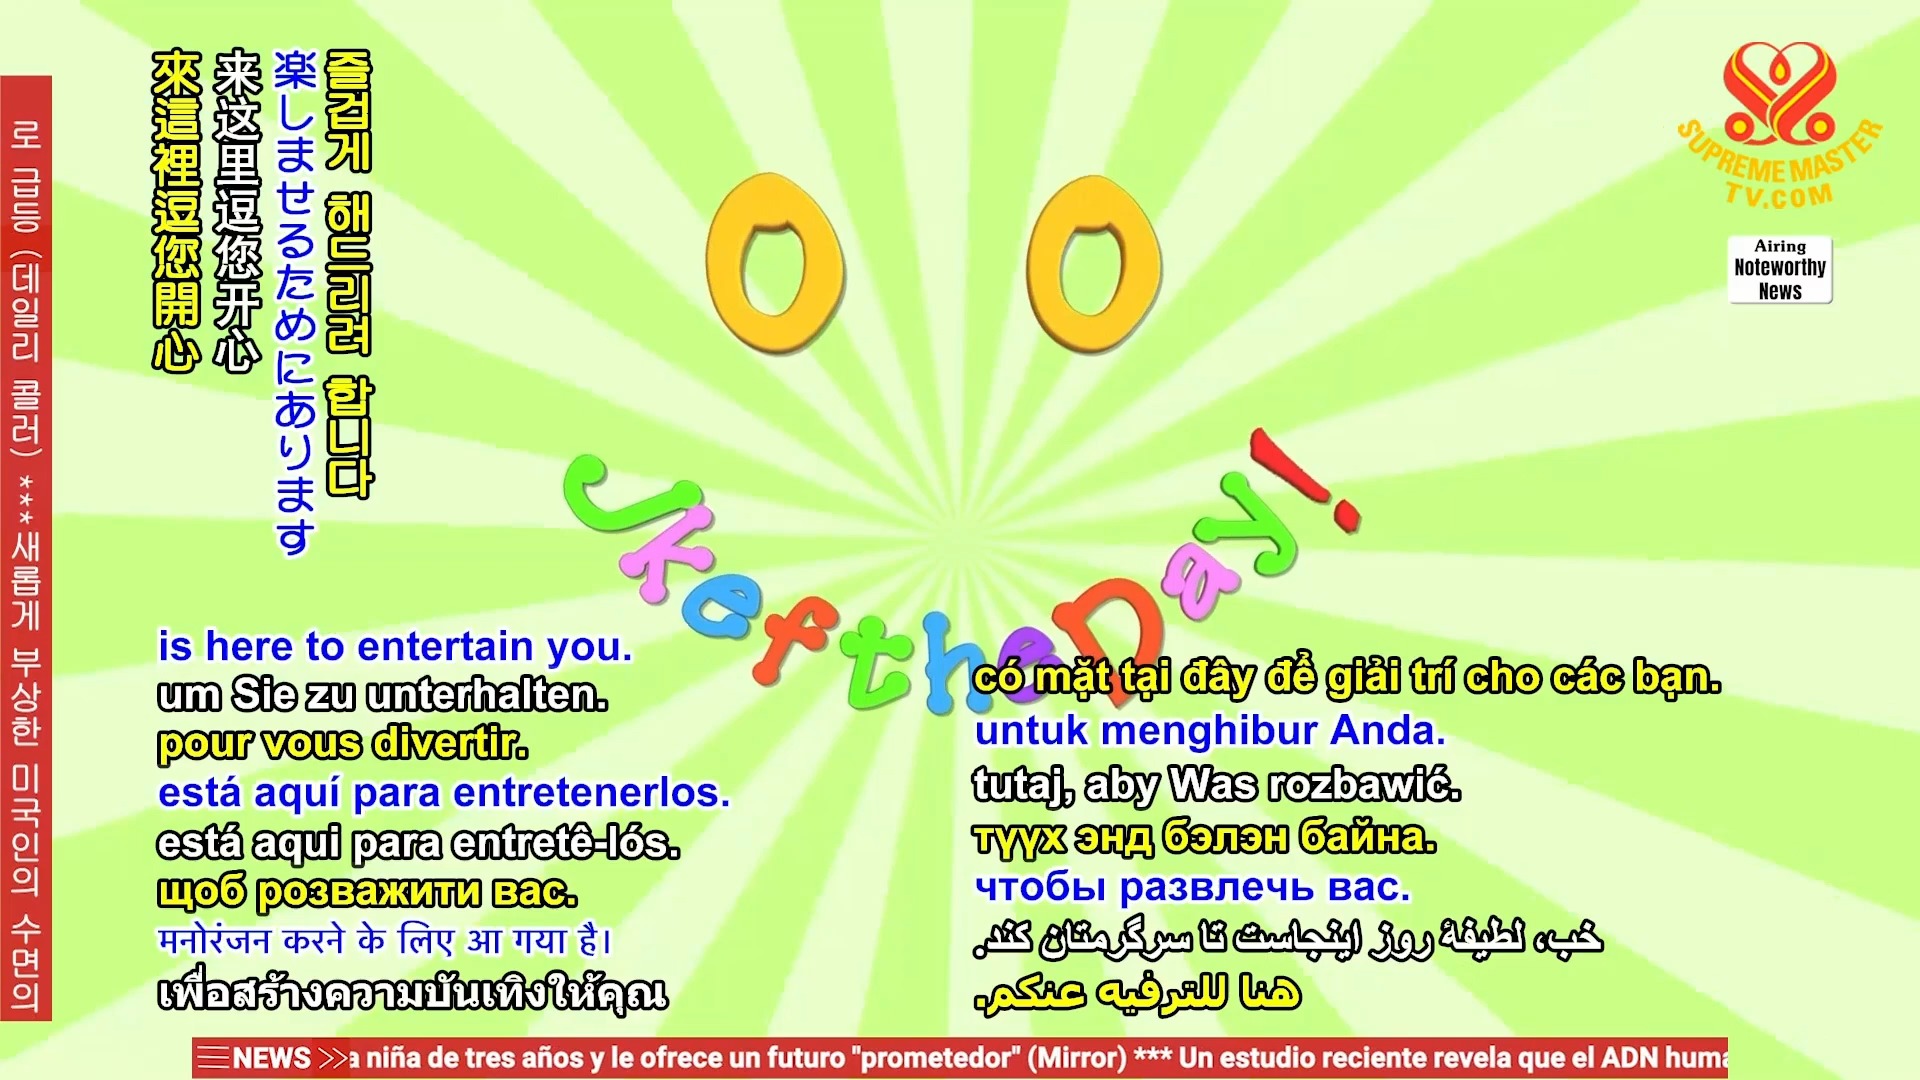 로 급등 (데일리 콜러) *** 새롭게 부상한 미국인의 수면의
來這裡逗您開心
来这里逗您开心
楽しませるためにあります
즐겁게 해드리려 합니다
SUPREME MASTER
TV.COM
Airing
Noteworthy
News
O O
J k e f t h e D a y !
is here to entertain you.
um Sie zu unterhalten.
pour vous divertir.
está aquí para entretenerlos.
está aqui para entretê-lós.
щоб розважити вас.
मनोरंजन करने के लिए आ गया है।
เพื่อสร้างความบันเทิงให้คุณ
có mặt tại đây để giải trí cho các bạn.
untuk menghibur Anda.
tutaj, aby Was rozbawić.
түүх энд бэлэн байна.
чтобы развлечь вас.
خب، لطیفهٔ روز اینجاست تا سرگرمتان کند.
هنا للترفيه عنكم.
NEWS >> a niña de tres años y le ofrece un futuro "prometedor" (Mirror) *** Un estudio reciente revela que el ADN huma